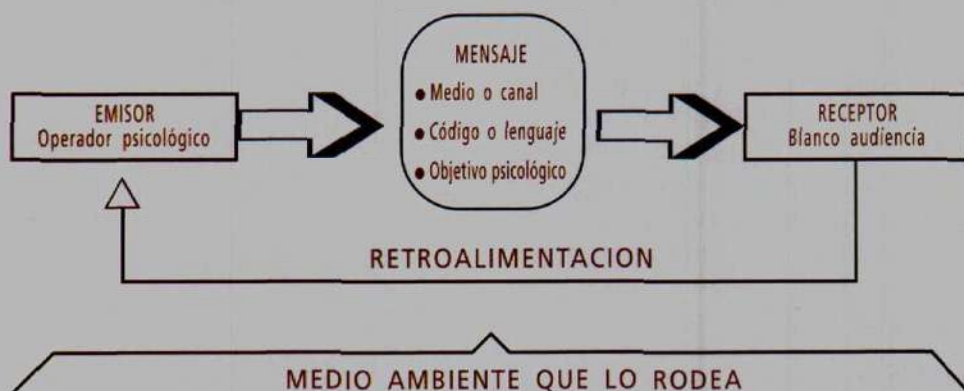 MENSAJE
● Medio o canal
● Código o lenguaje
● Objetivo psicológico
EMISOR
Operador psicológico
RECEPTOR
Blanco audiencia
RETROALIMENTACION
MEDIO AMBIENTE QUE LO RODEA